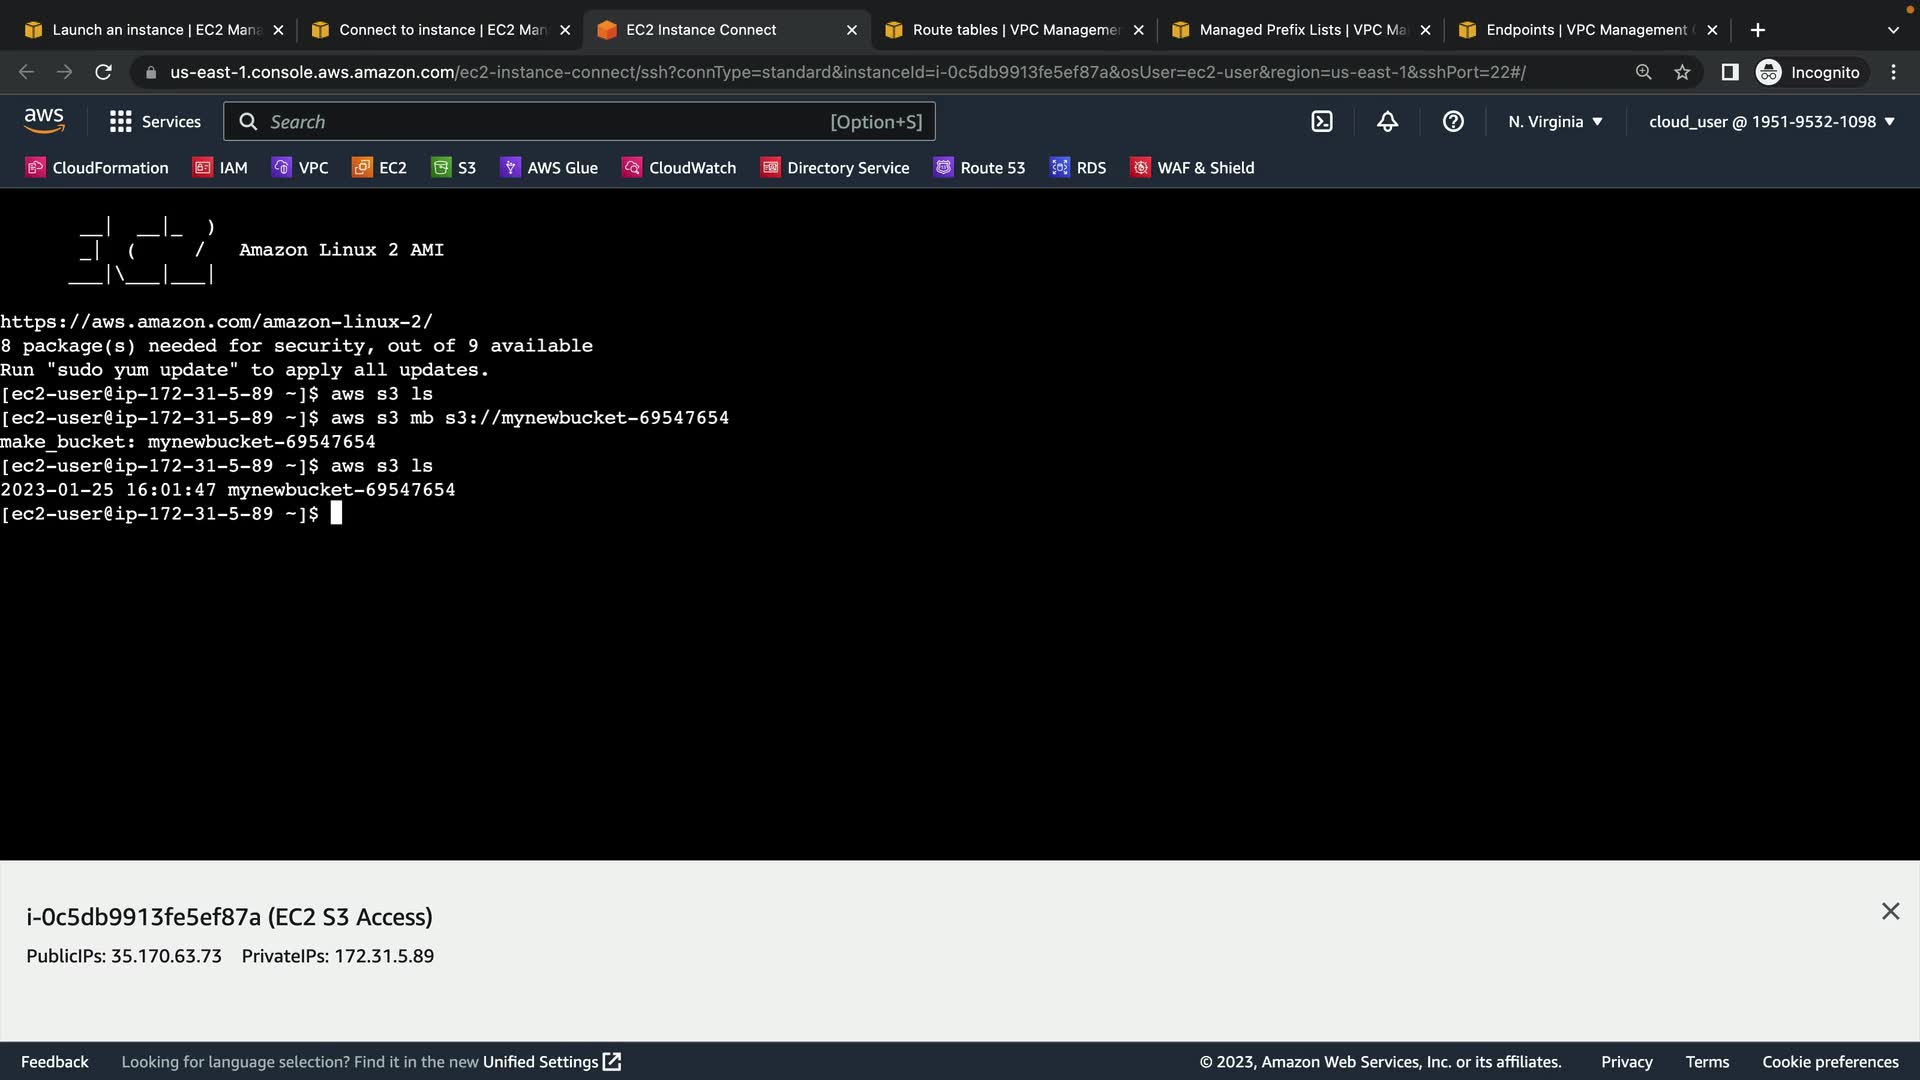 Launch an instance | EC2 Mana
Connect to instance | EC2 Man
EC2 Instance Connect
Route tables | VPC Managemen
Managed Prefix Lists | VPC Ma
Endpoints | VPC Management
us-east-1.console.aws.amazon.com/ec2-instance-connect/ssh?connType=standard&instanceId=i-0c5db9913fe5ef87a&osUser=ec2-user&region=us-east-1&sshPort=22#/
Incognito
aws
Services
Search
[Option+S]
N. Virginia
cloud_user @ 1951-9532-1098
CloudFormation
IAM
VPC
EC2
S3
AWS Glue
CloudWatch
Directory Service
Route 53
RDS
WAF & Shield
       __|  __|_  )
       _|  (     /   Amazon Linux 2 AMI
      ___|\___|___|
https://aws.amazon.com/amazon-linux-2/
8 package(s) needed for security, out of 9 available
Run "sudo yum update" to apply all updates.
[ec2-user@ip-172-31-5-89 ~]$ aws s3 ls
[ec2-user@ip-172-31-5-89 ~]$ aws s3 mb s3://mynewbucket-69547654
make_bucket: mynewbucket-69547654
[ec2-user@ip-172-31-5-89 ~]$ aws s3 ls
2023-01-25 16:01:47 mynewbucket-69547654
[ec2-user@ip-172-31-5-89 ~]$
i-0c5db9913fe5ef87a (EC2 S3 Access)
PublicIPs: 35.170.63.73 PrivateIPs: 172.31.5.89
Feedback
Looking for language selection? Find it in the new Unified Settings
© 2023, Amazon Web Services, Inc. or its affiliates.
Privacy
Terms
Cookie preferences